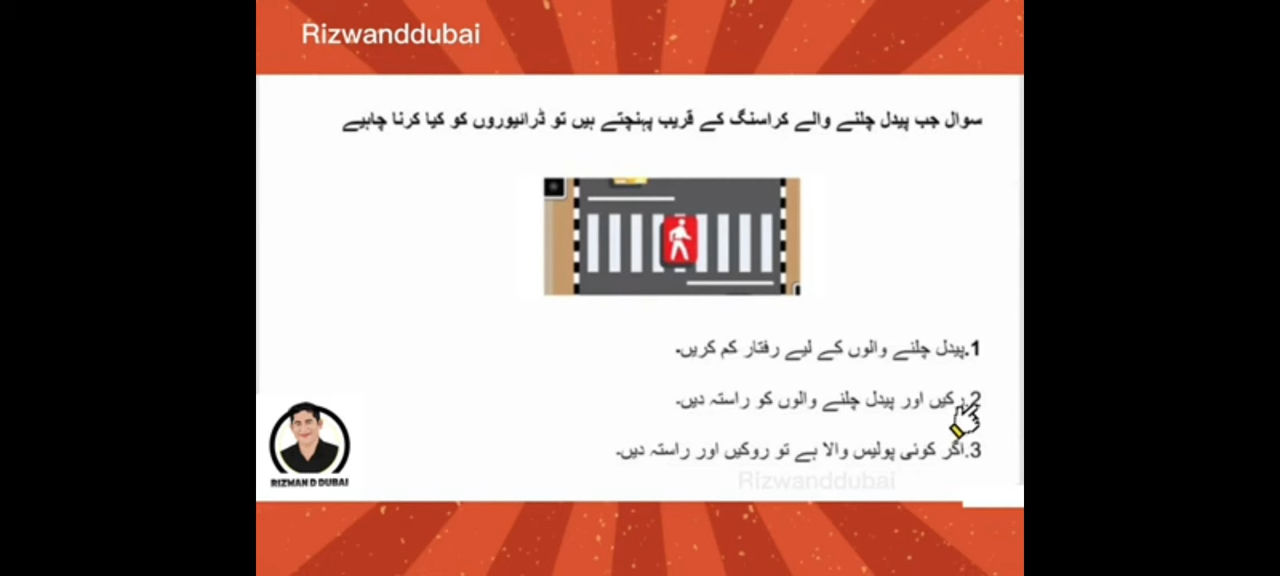 Rizwanddubai
سوال جب پیدل چلنے والے کراسنگ کے قریب پہنچتے ہیں تو ڈرائیوروں کو کیا کرنا چاہیے
1.پیدل چلنے والوں کے لیے رفتار کم کریں۔
2.رکیں اور پیدل چلنے والوں کو راستہ دیں۔
3.اگر کوئی پولیس والا ہے تو روکیں اور راستہ دیں۔
Rizwanddubai
RIZWAN D DUBAI